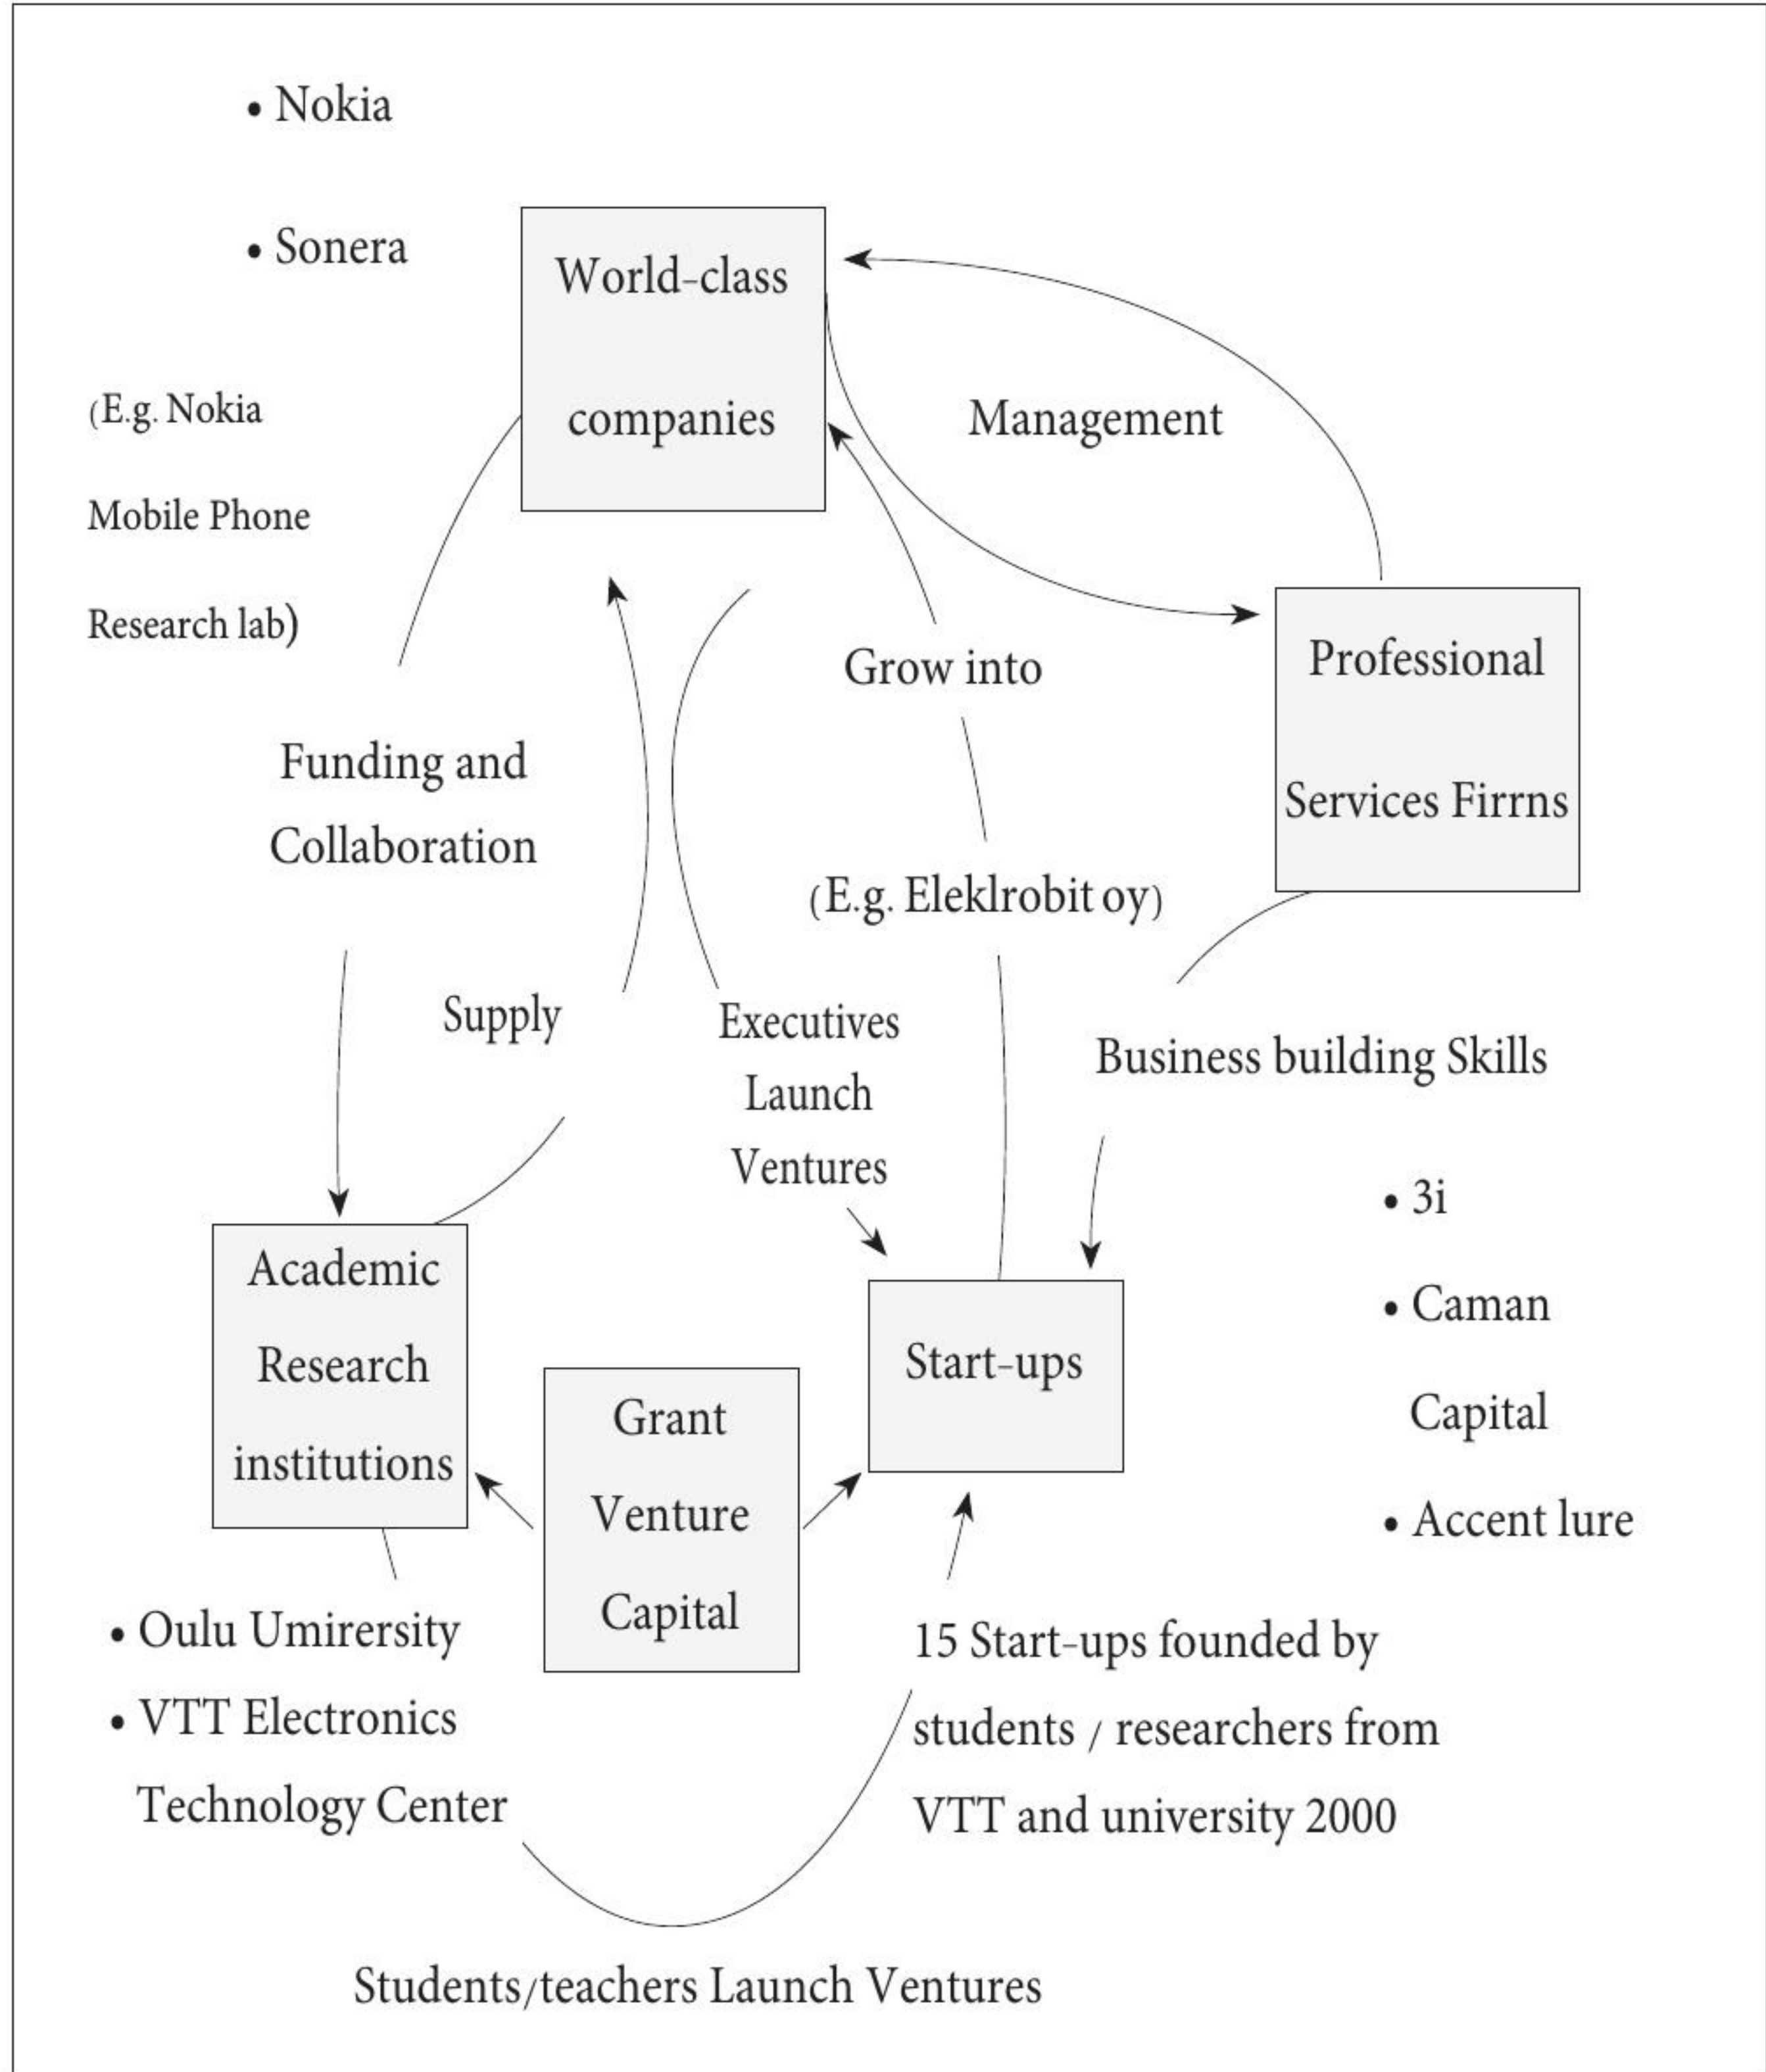 • Nokia
• Sonera
World-class
companies
(E.g. Nokia
Mobile Phone
Research lab)
Management
Grow into
Professional
Services Firrns
Funding and
Collaboration
(E.g. Eleklrobit oy)
Supply
Executives
Launch
Ventures
Business building Skills
• 3i
• Caman
Capital
• Accent lure
Academic
Research
institutions
Start-ups
Grant
Venture
Capital
• Oulu Umirersity
• VTT Electronics
Technology Center
15 Start-ups founded by
students / researchers from
VTT and university 2000
Students/teachers Launch Ventures